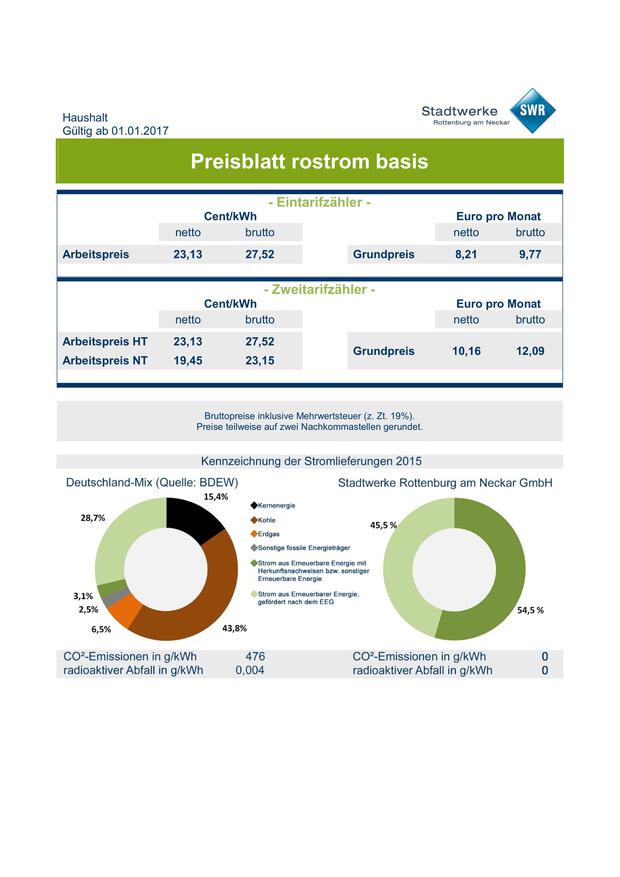 Haushalt
Gültig ab 01.01.2017
Stadtwerke
Rottenburg am Neckar
SWR
Preisblatt rostrom basis
- Eintarifzähler -
Cent/kWh Euro pro Monat
netto brutto netto brutto
Arbeitspreis 23,13 27,52 Grundpreis 8,21 9,77
- Zweitarifzähler -
Cent/kWh Euro pro Monat
netto brutto netto brutto
Arbeitspreis HT 23,13 27,52
Arbeitspreis NT 19,45 23,15
Grundpreis 10,16 12,09
Bruttopreise inklusive Mehrwertsteuer (z. Zt. 19%).
Preise teilweise auf zwei Nachkommastellen gerundet.
Kennzeichnung der Stromlieferungen 2015
Deutschland-Mix (Quelle: BDEW)
15,4%
28,7%
3,1%
2,5%
6,5%
43,8%
Kernenergie
Kohle
Erdgas
Sonstige fossile Energieträger
Strom aus Erneuerbare Energie mit
Herkunftsnachweisen bzw. sonstiger
Erneuerbare Energie
Strom aus Erneuerbarer Energie,
gefördert nach dem EEG
Stadtwerke Rottenburg am Neckar GmbH
45,5 %
54,5 %
CO²-Emissionen in g/kWh 476
radioaktiver Abfall in g/kWh 0,004
CO²-Emissionen in g/kWh 0
radioaktiver Abfall in g/kWh 0